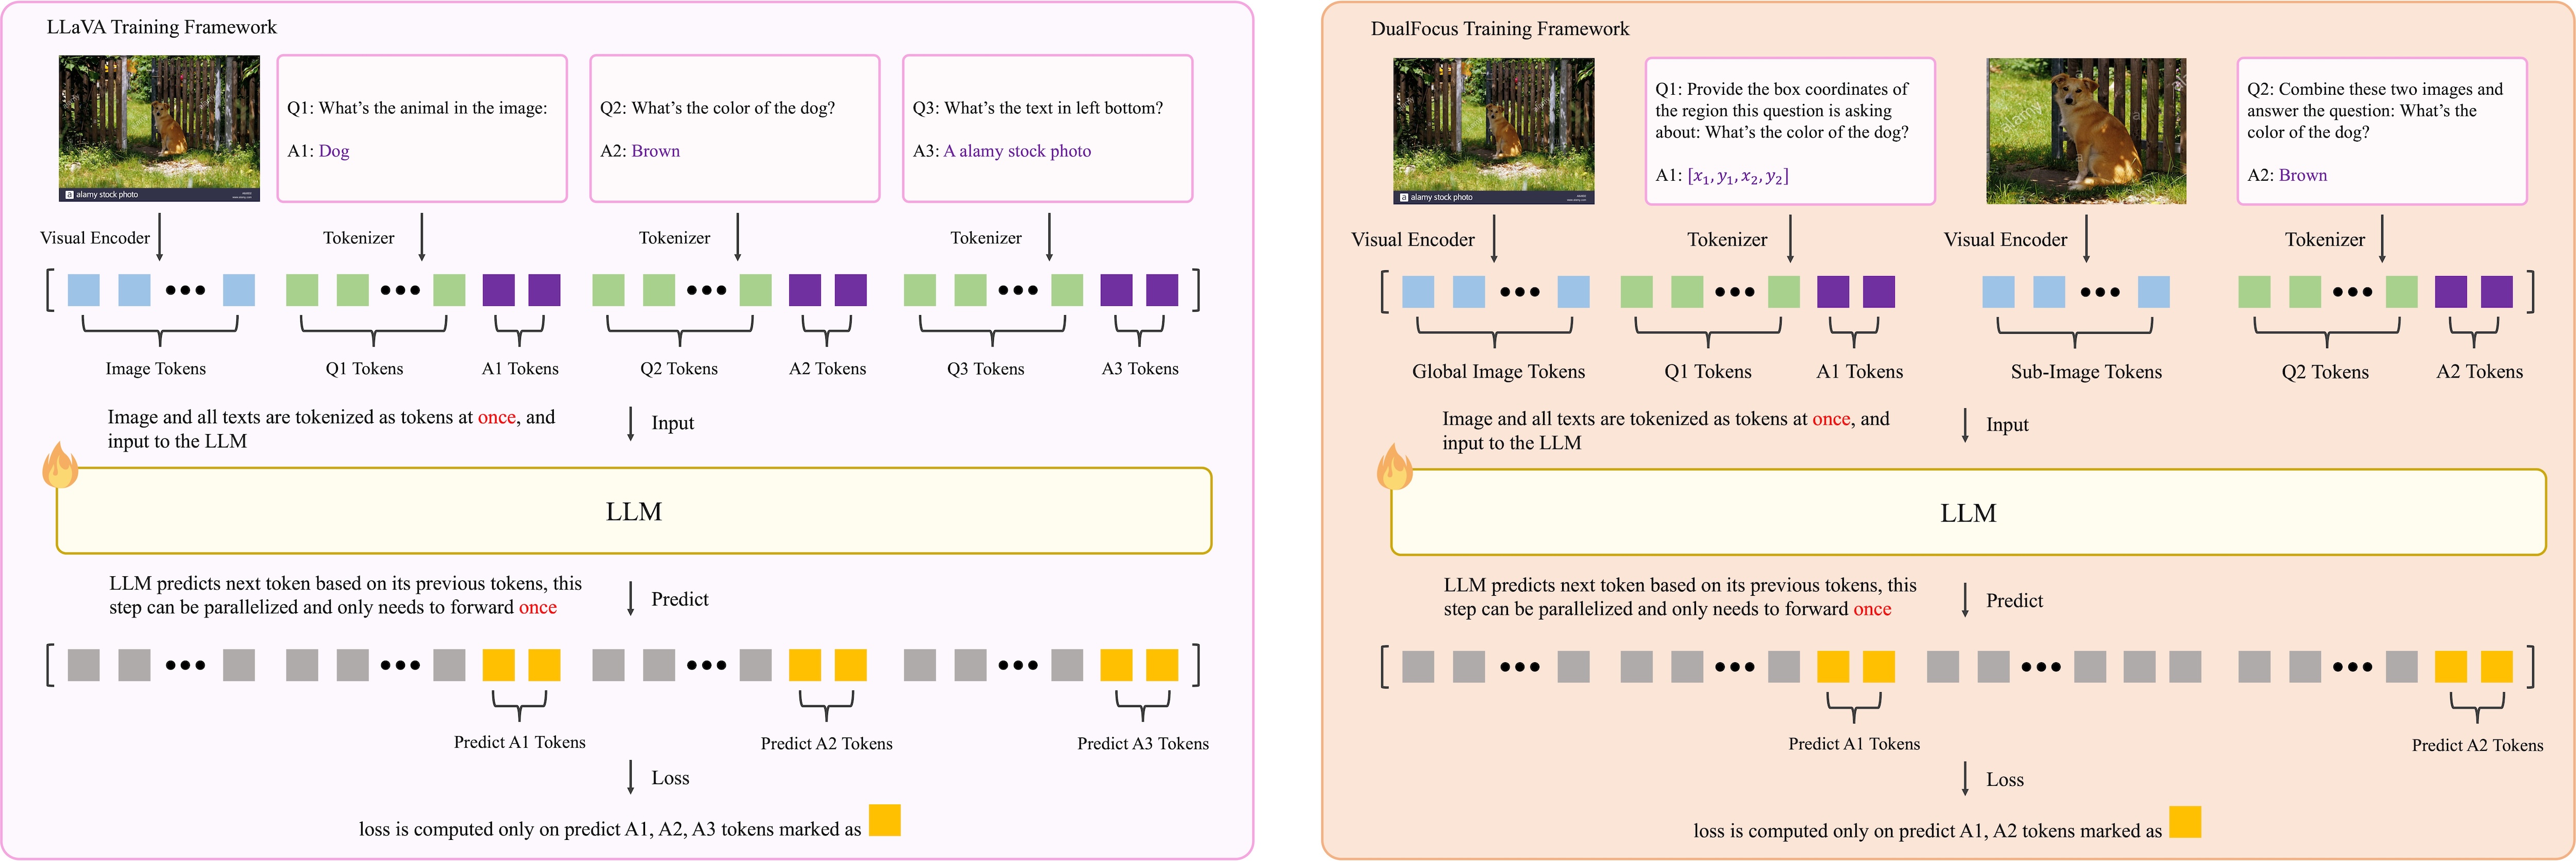 LLaVA Training Framework
alamy stock photo
Q1: What's the animal in the image:
A1: Dog
Q2: What's the color of the dog?
A2: Brown
Q3: What's the text in left bottom?
A3: A alamy stock photo
Visual Encoder
Tokenizer
Tokenizer
Tokenizer
Image Tokens
Q1 Tokens
A1 Tokens
Q2 Tokens
A2 Tokens
Q3 Tokens
A3 Tokens
Image and all texts are tokenized as tokens at once, and
input to the LLM
Input
LLM
LLM predicts next token based on its previous tokens, this
step can be parallelized and only needs to forward once
Predict
Predict A1 Tokens
Predict A2 Tokens
Predict A3 Tokens
Loss
loss is computed only on predict A1, A2, A3 tokens marked as
DualFocus Training Framework
a alamy stock photo
Q1: Provide the box coordinates of
the region this question is asking
about: What's the color of the dog?
A1: [x₁, y₁, x₂, y₂]
alamy
a
Q2: Combine these two images and
answer the question: What's the
color of the dog?
A2: Brown
Visual Encoder
Tokenizer
Visual Encoder
Tokenizer
Global Image Tokens
Q1 Tokens
A1 Tokens
Sub-Image Tokens
Q2 Tokens
A2 Tokens
Image and all texts are tokenized as tokens at once, and
input to the LLM
Input
LLM
LLM predicts next token based on its previous tokens, this
step can be parallelized and only needs to forward once
Predict
Predict A1 Tokens
Predict A2 Tokens
Loss
loss is computed only on predict A1, A2 tokens marked as